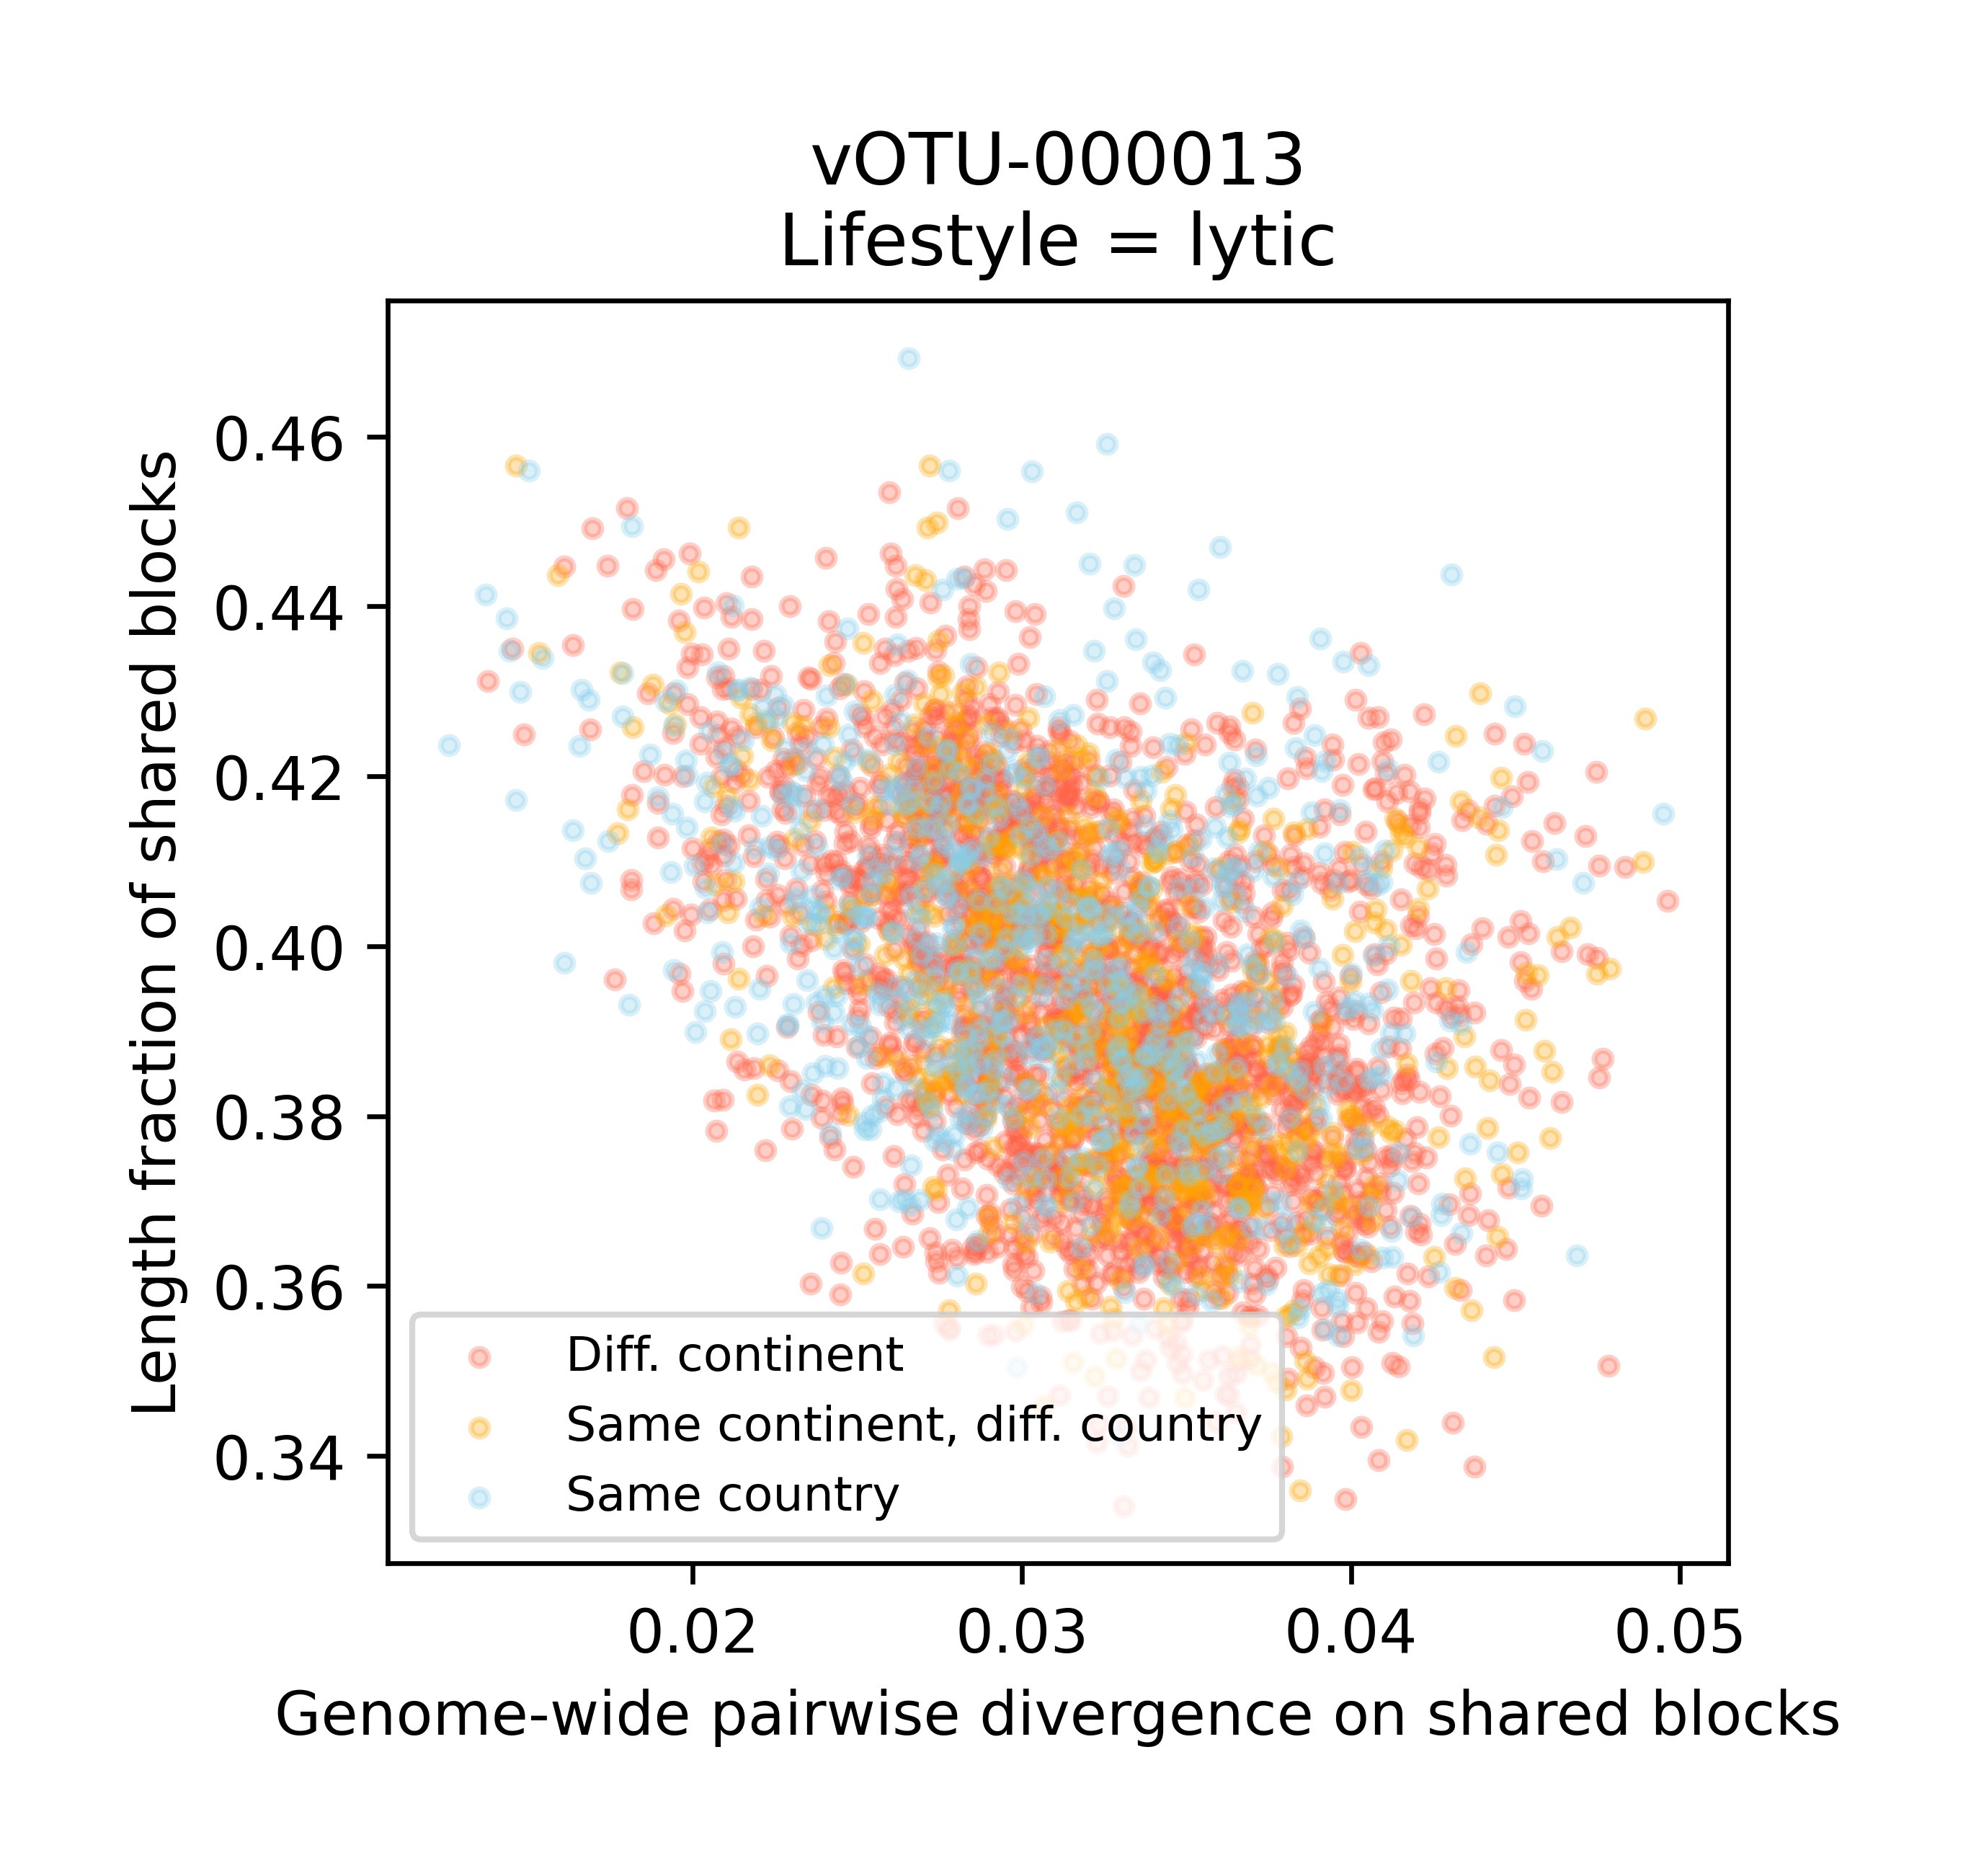 vOTU-000013
Lifestyle = lytic
Length fraction of shared blocks
0.46
0.44
0.42
0.40
0.38
0.36
0.34
Diff. continent
Same continent, diff. country
Same country
0.02
0.03
0.04
0.05
Genome-wide pairwise divergence on shared blocks